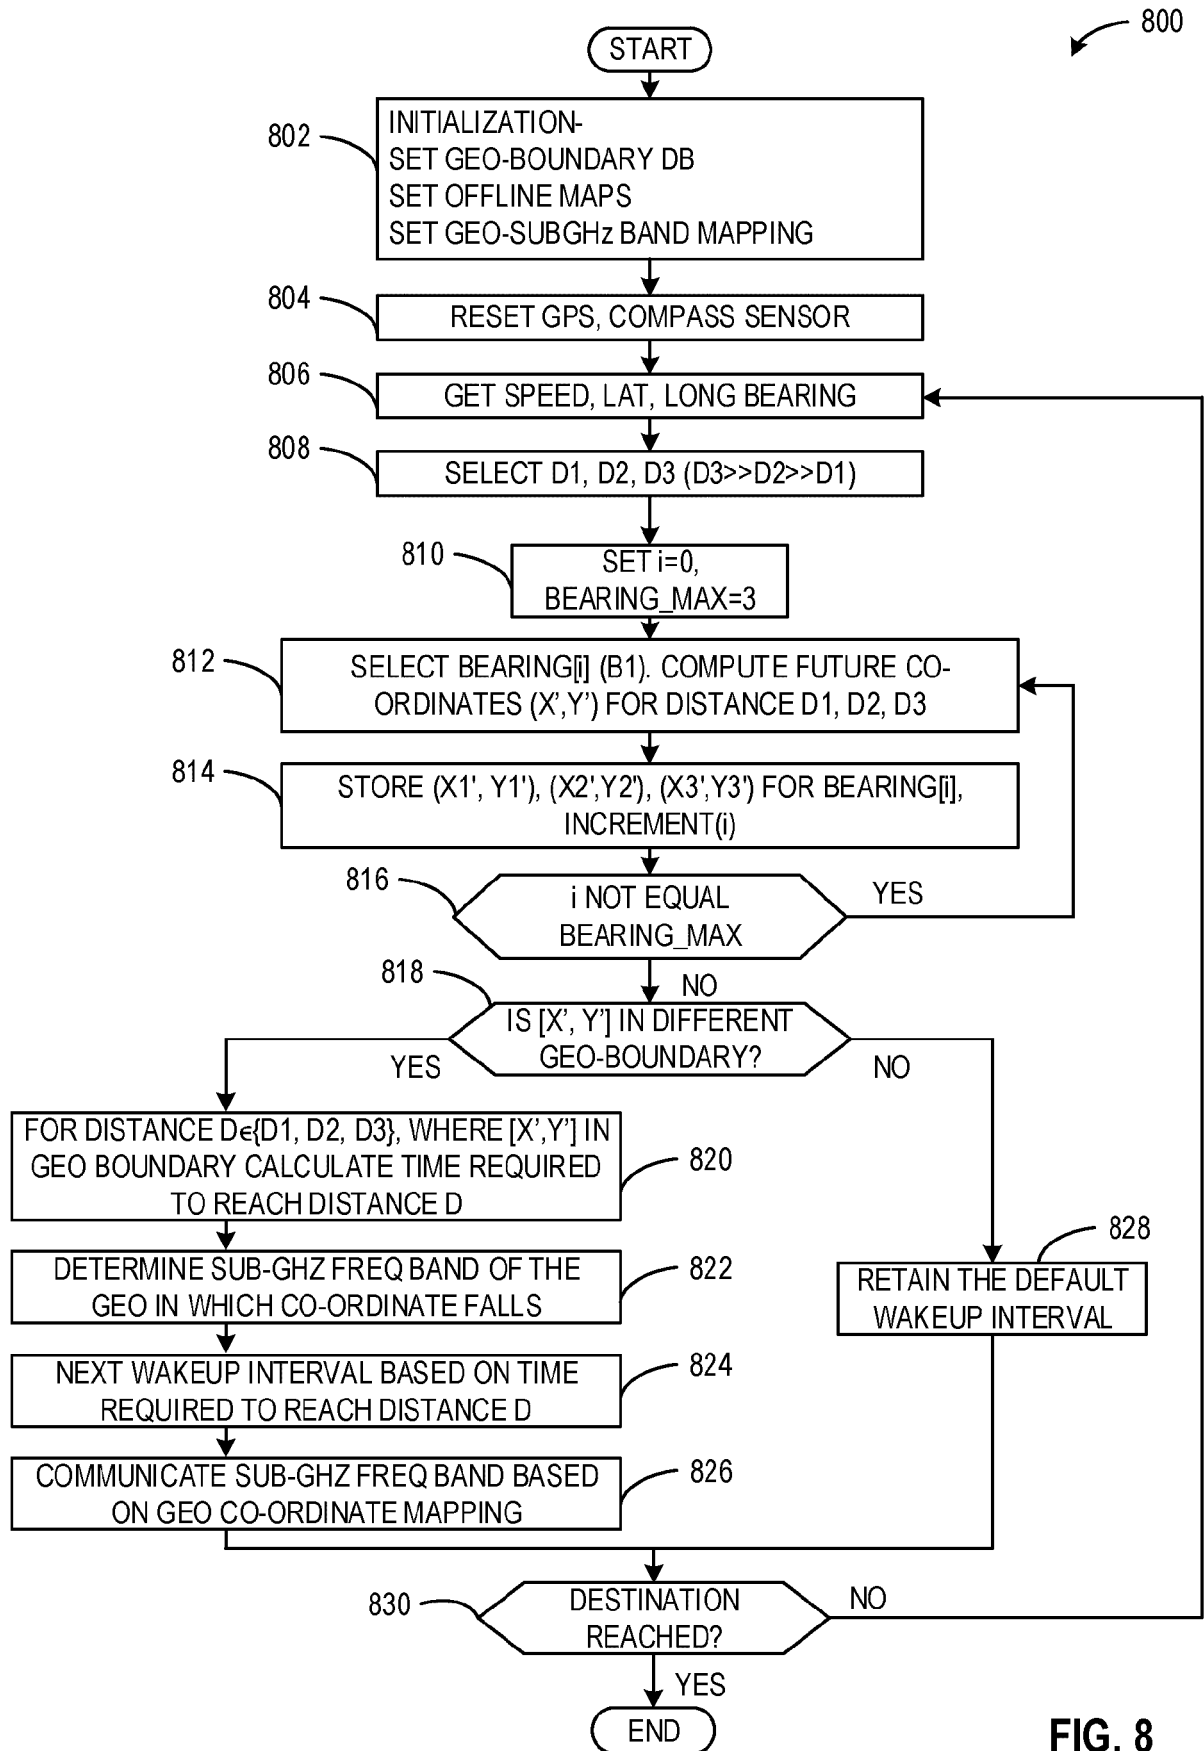 800
START
802
INITIALIZATION-
SET GEO-BOUNDARY DB
SET OFFLINE MAPS
SET GEO-SUBGHz BAND MAPPING
804
RESET GPS, COMPASS SENSOR
806
GET SPEED, LAT, LONG BEARING
808
SELECT D1, D2, D3 (D3>>D2>>D1)
810
SET i=0,
BEARING_MAX=3
812
SELECT BEARING[i] (B1). COMPUTE FUTURE CO-
ORDINATES (X’,Y’) FOR DISTANCE D1, D2, D3
814
STORE (X1', Y1'), (X2',Y2'), (X3',Y3') FOR BEARING[i],
INCREMENT(i)
816
i NOT EQUAL
BEARING_MAX
YES
NO
818
IS [X’, Y’] IN DIFFERENT
GEO-BOUNDARY?
YES
NO
FOR DISTANCE Dϵ{D1, D2, D3}, WHERE [X’,Y’] IN
GEO BOUNDARY CALCULATE TIME REQUIRED
TO REACH DISTANCE D
820
DETERMINE SUB-GHZ FREQ BAND OF THE
GEO IN WHICH CO-ORDINATE FALLS
822
828
RETAIN THE DEFAULT
WAKEUP INTERVAL
NEXT WAKEUP INTERVAL BASED ON TIME
REQUIRED TO REACH DISTANCE D
824
COMMUNICATE SUB-GHZ FREQ BAND BASED
ON GEO CO-ORDINATE MAPPING
826
830
DESTINATION
REACHED?
NO
YES
END
FIG. 8